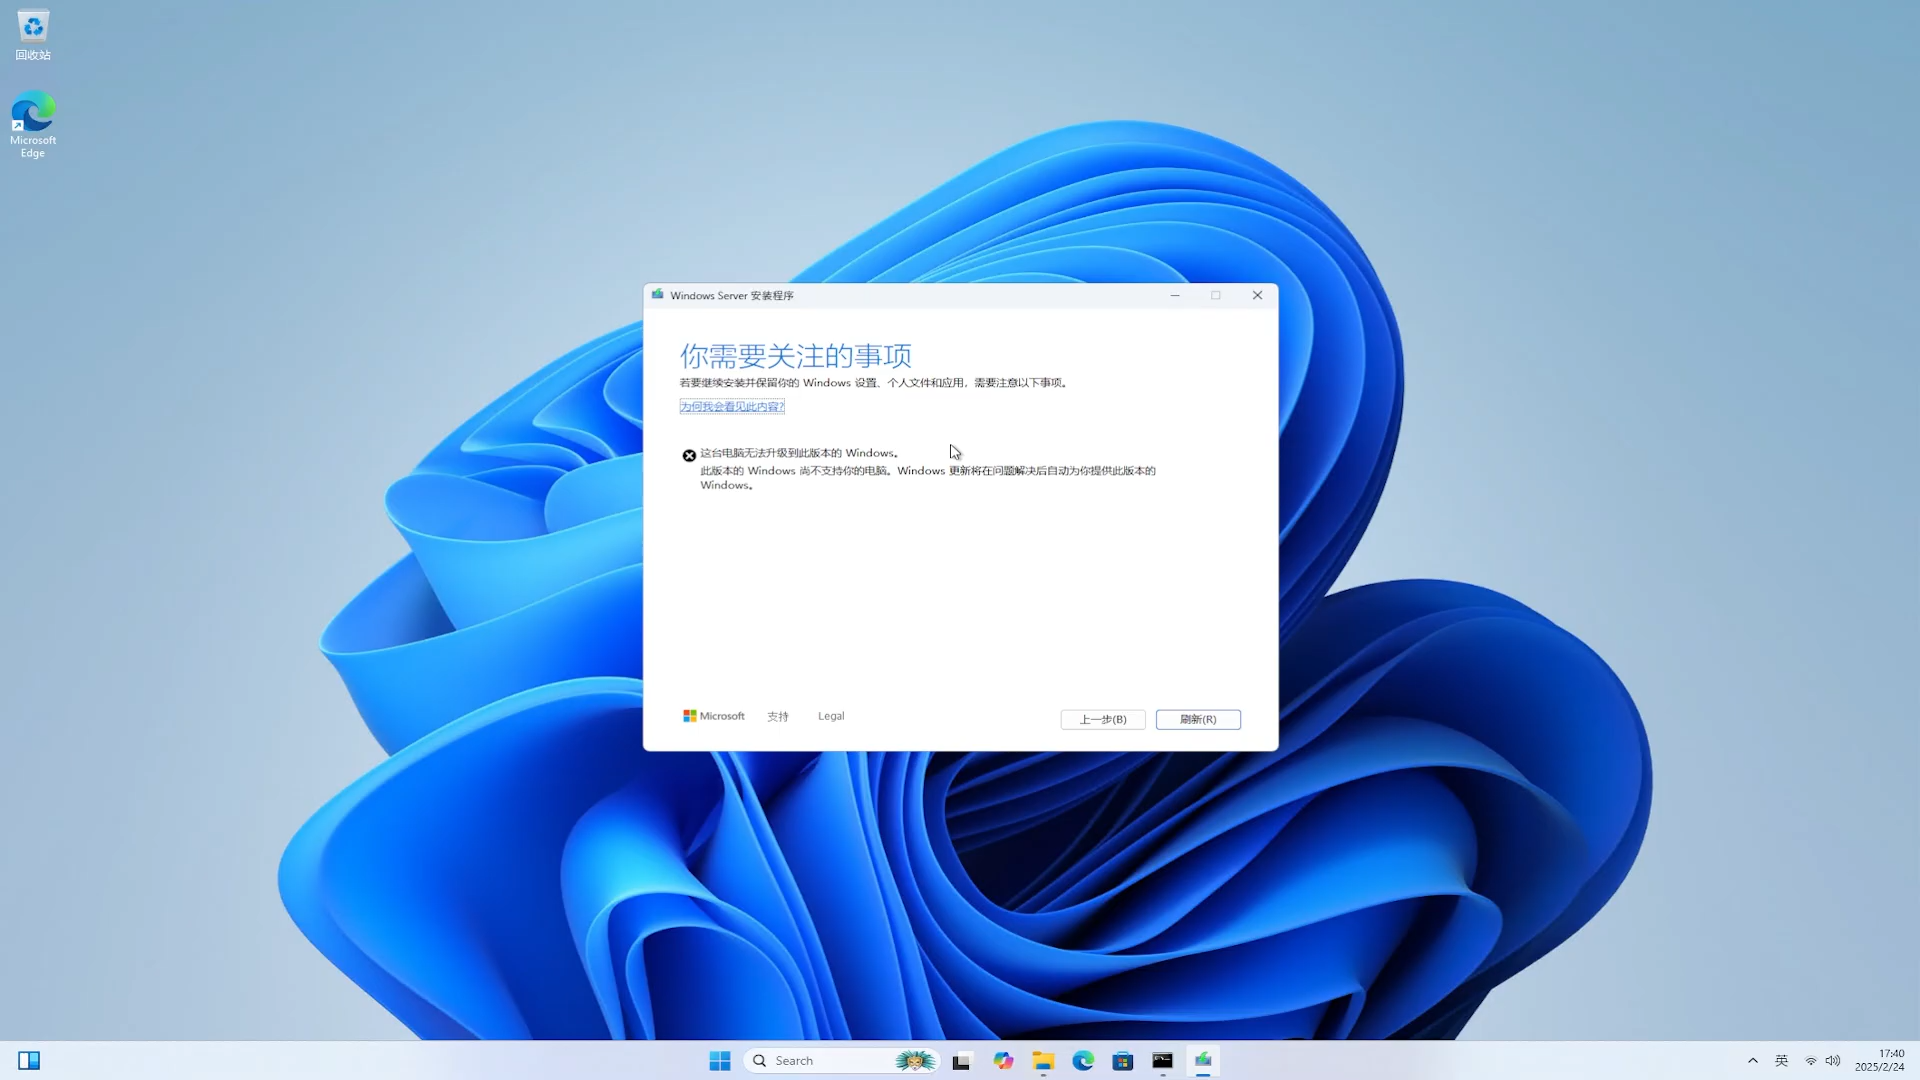 回收站
Microsoft
Edge
Windows Server 安装程序
你需要关注的事项
若要继续安装并保留你的 Windows 设置、个人文件和应用，需要注意以下事项。
为何我会看见此内容?
这台电脑无法升级到此版本的 Windows。
此版本的 Windows 尚不支持你的电脑。Windows 更新将在问题解决后自动为你提供此版本的
Windows。
Microsoft 支持 Legal
上一步(B) 刷新(R)
Search
英
17:40
2025/2/24